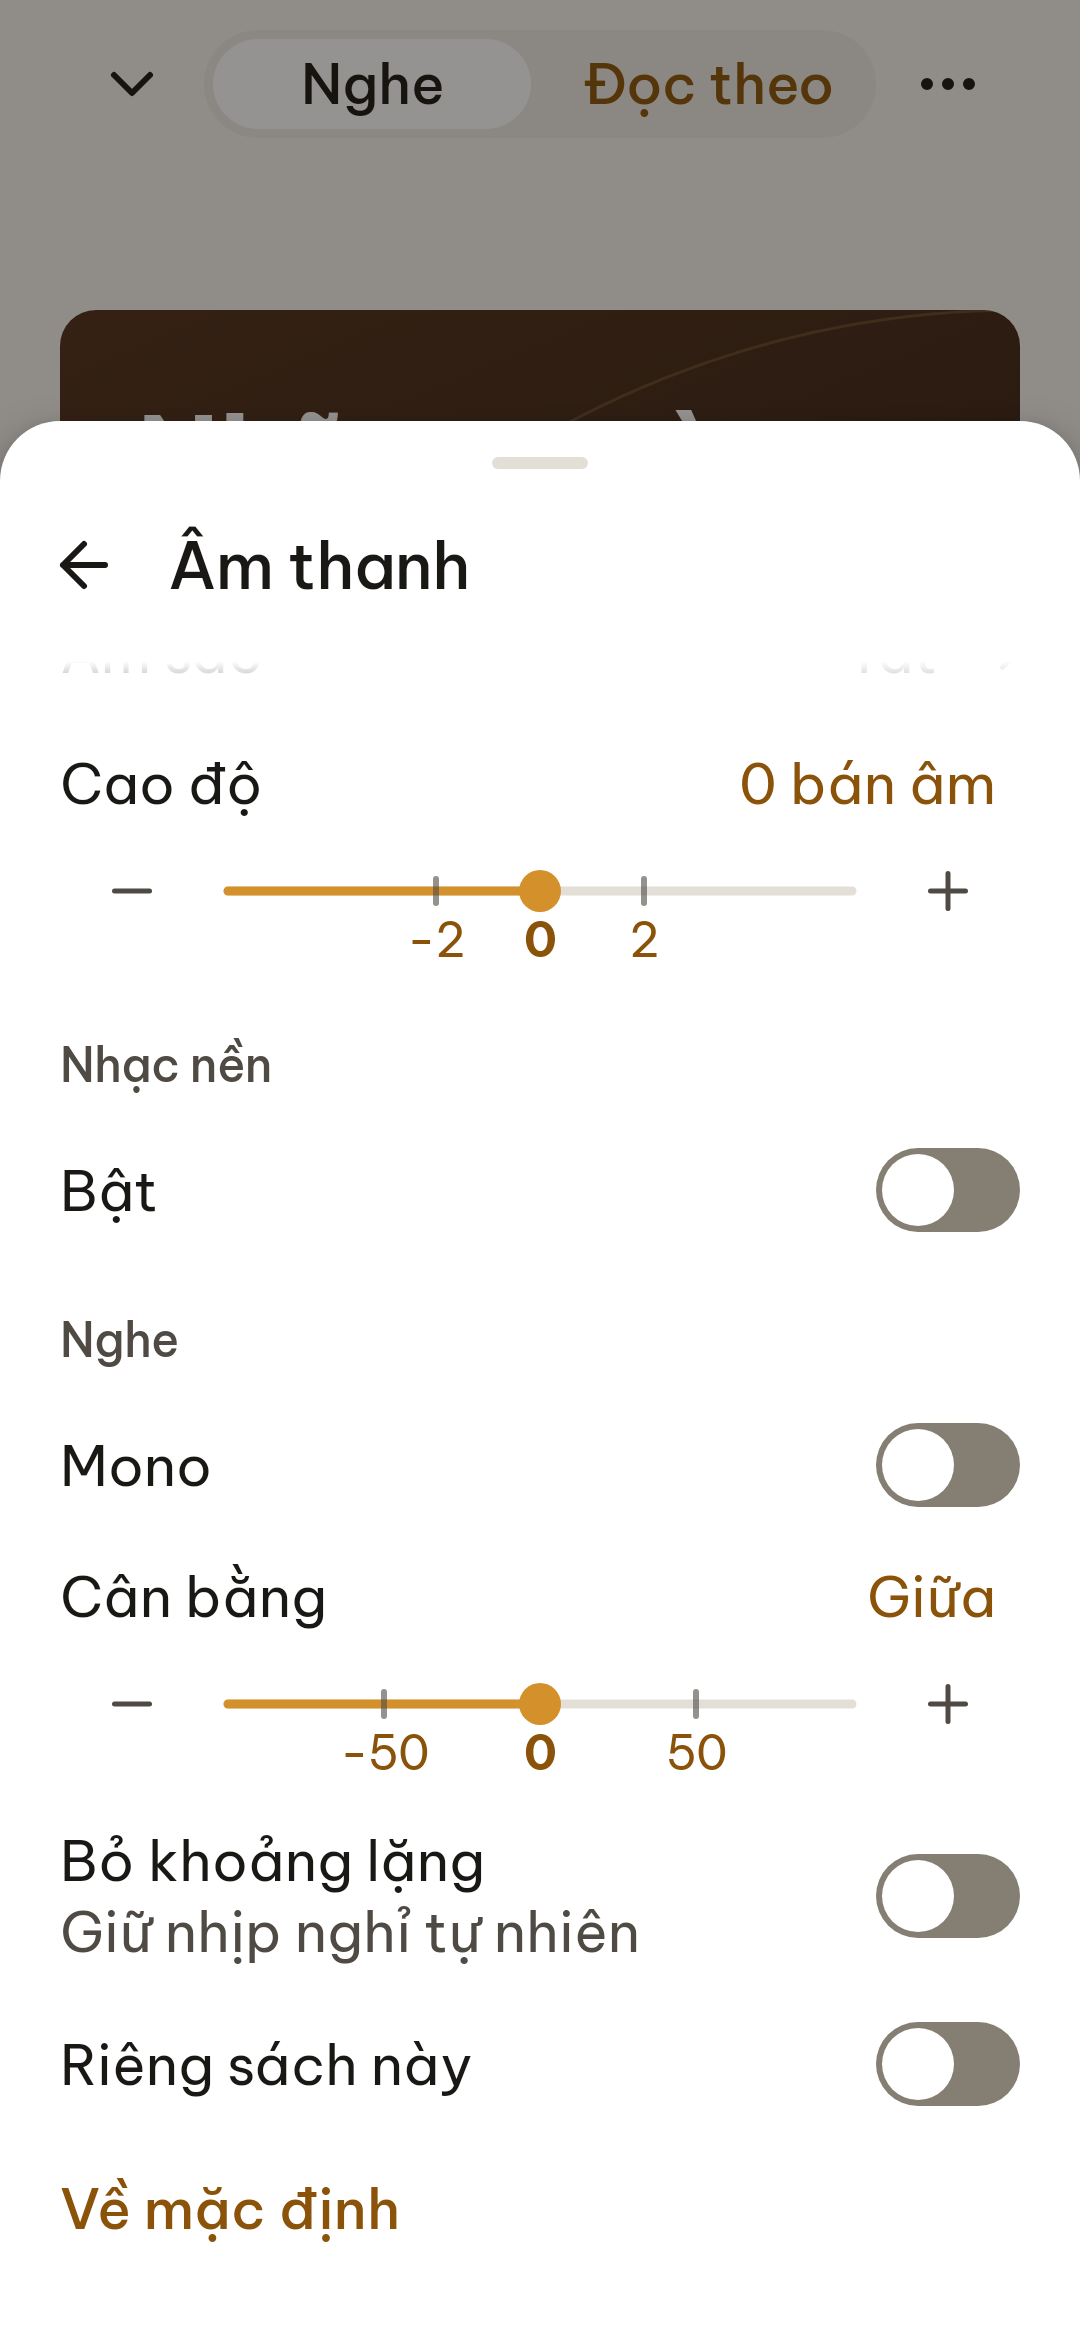 Nghe
Đọc theo
Âm thanh
Cao độ
0 bán âm
-2
0
2
Nhạc nền
Bật
Nghe
Mono
Cân bằng
Giữa
-50
0
50
Bỏ khoảng lặng
Giữ nhịp nghỉ tự nhiên
Riêng sách này
Về mặc định